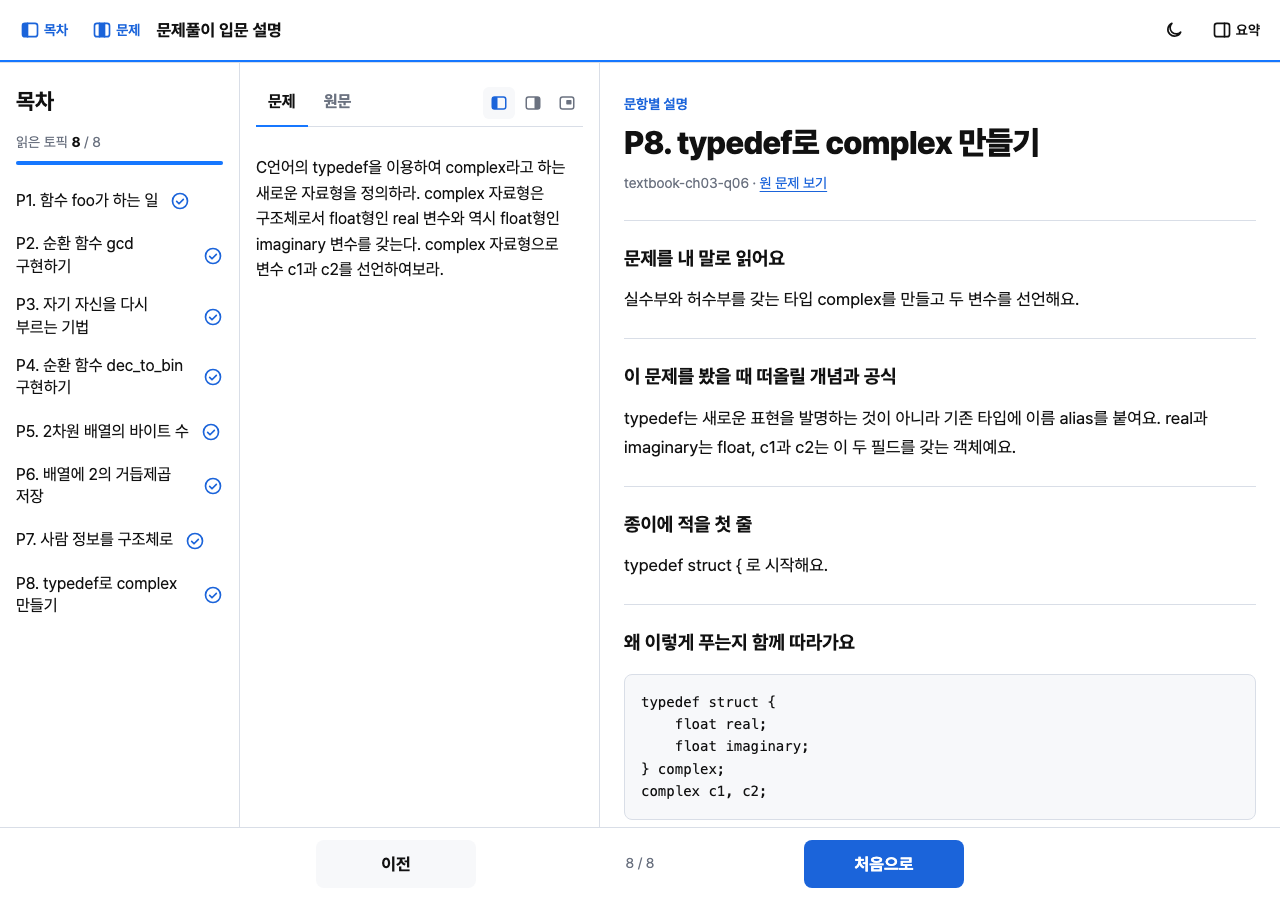 목차
문제
문제풀이 입문 설명
요약
목차
읽은 토픽 8 / 8
P1. 함수 foo가 하는 일
P2. 순환 함수 gcd
구현하기
P3. 자기 자신을 다시
부르는 기법
P4. 순환 함수 dec_to_bin
구현하기
P5. 2차원 배열의 바이트 수
P6. 배열에 2의 거듭제곱
저장
P7. 사람 정보를 구조체로
P8. typedef로 complex
만들기
문제
원문
C언어의 typedef을 이용하여 complex라고 하는
새로운 자료형을 정의하라. complex 자료형은
구조체로서 float형인 real 변수와 역시 float형인
imaginary 변수를 갖는다. complex 자료형으로
변수 c1과 c2를 선언하여보라.
문항별 설명
P8. typedef로 complex 만들기
textbook-ch03-q06 · 원 문제 보기
문제를 내 말로 읽어요
실수부와 허수부를 갖는 타입 complex를 만들고 두 변수를 선언해요.
이 문제를 봤을 때 떠올릴 개념과 공식
typedef는 새로운 표현을 발명하는 것이 아니라 기존 타입에 이름 alias를 붙여요. real과
imaginary는 float, c1과 c2는 이 두 필드를 갖는 객체예요.
종이에 적을 첫 줄
typedef struct { 로 시작해요.
왜 이렇게 푸는지 함께 따라가요
typedef struct {
    float real;
    float imaginary;
} complex;
complex c1, c2;
이전
8 / 8
처음으로